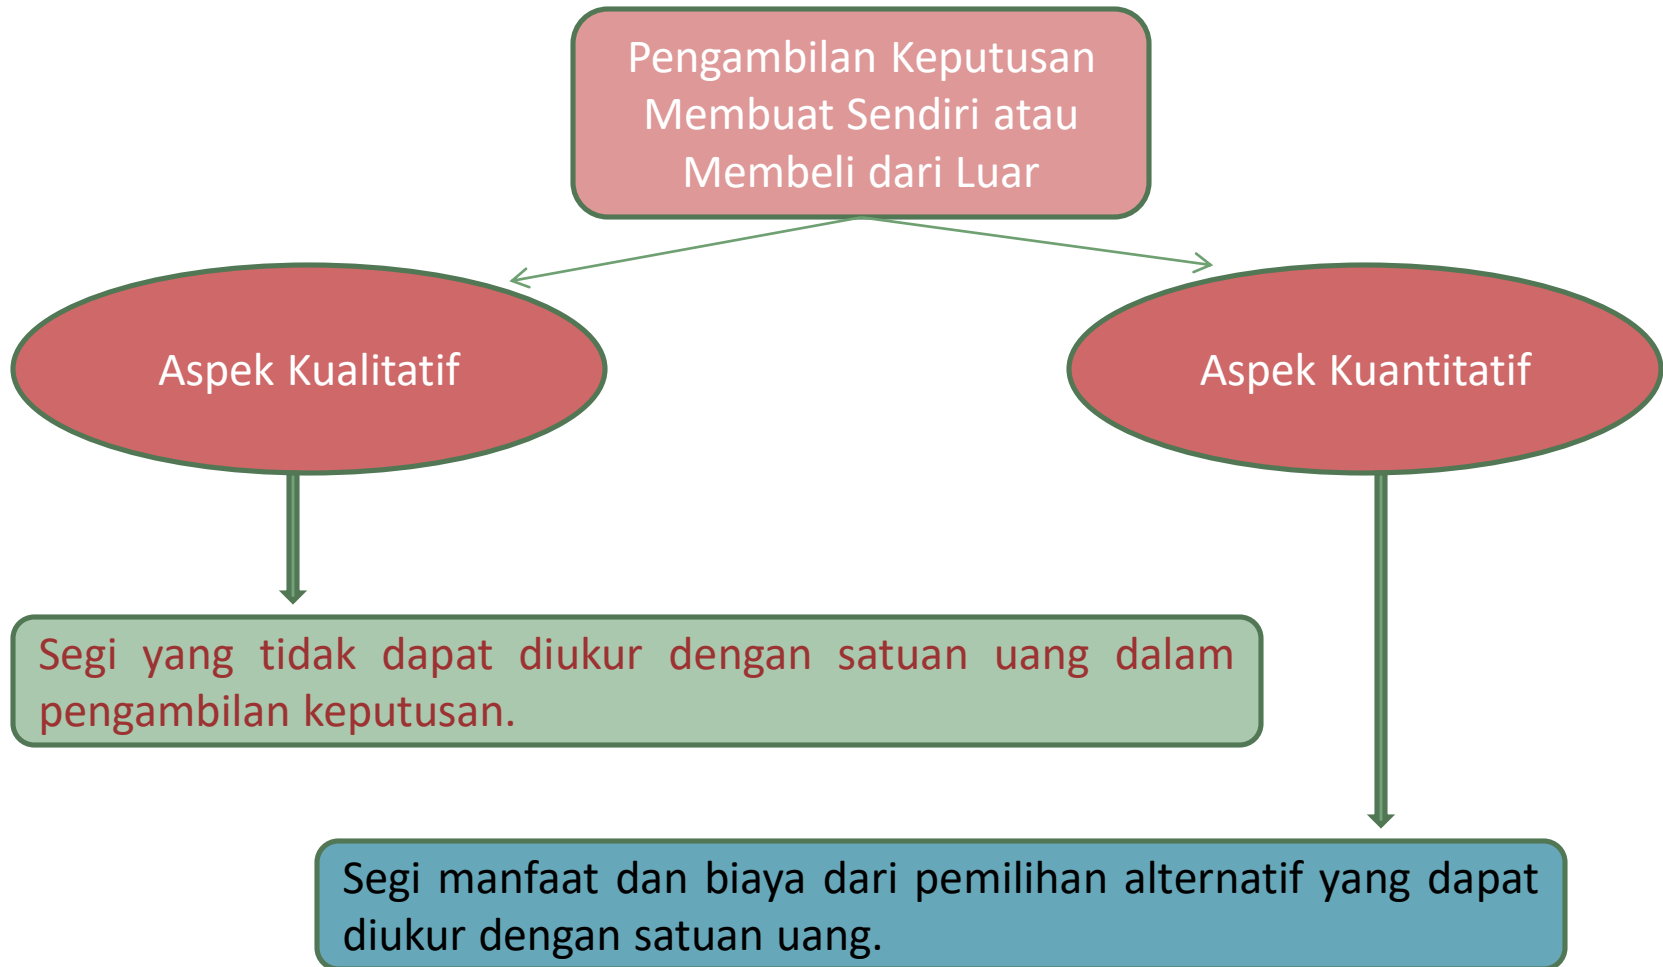 Pengambilan Keputusan
Membuat Sendiri atau
Membeli dari Luar
Aspek Kualitatif
Aspek Kuantitatif
Segi yang tidak dapat diukur dengan satuan uang dalam
pengambilan keputusan.
Segi manfaat dan biaya dari pemilihan alternatif yang dapat
diukur dengan satuan uang.